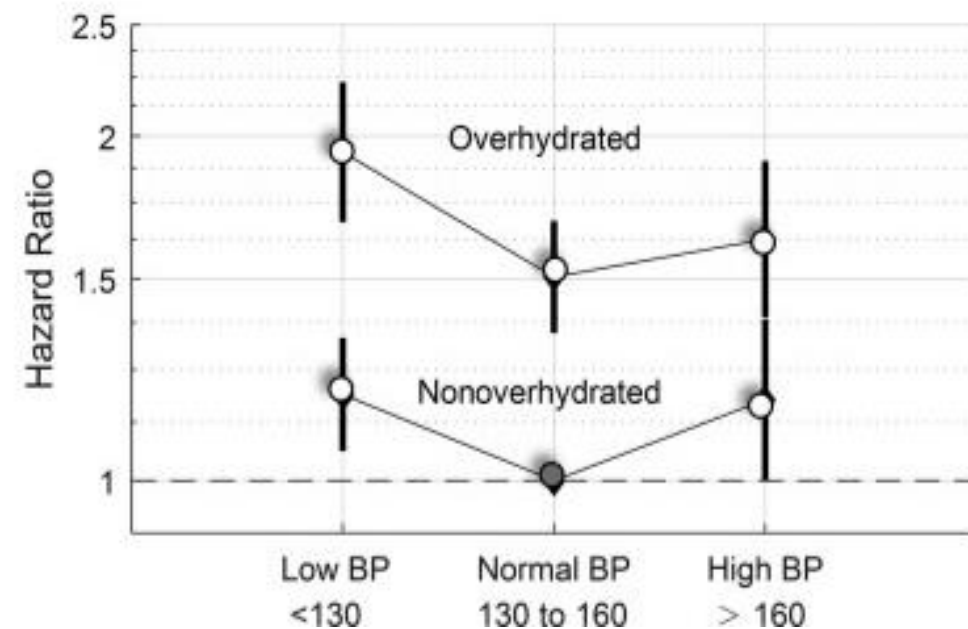 2.5
2
1.5
1
Hazard Ratio
Overhydrated
Nonoverhydrated
Low BP
<130
Normal BP
130 to 160
High BP
> 160